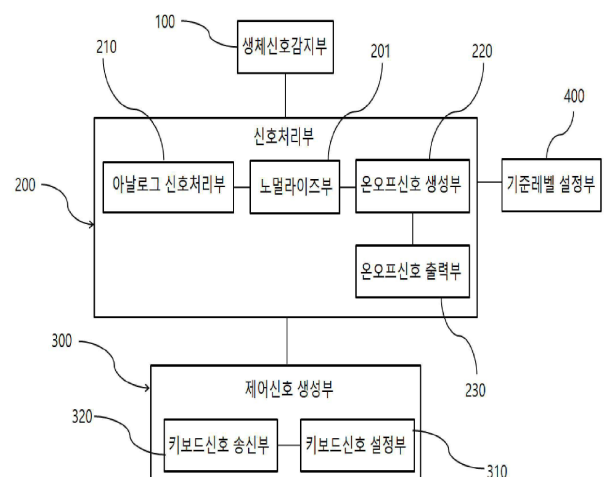 100
생체신호감지부
210
201
220
400
신호처리부
200
아날로그 신호처리부
노멀라이즈부
온오프신호 생성부
기준레벨 설정부
온오프신호 출력부
230
300
제어신호 생성부
320
키보드신호 송신부
키보드신호 설정부
310